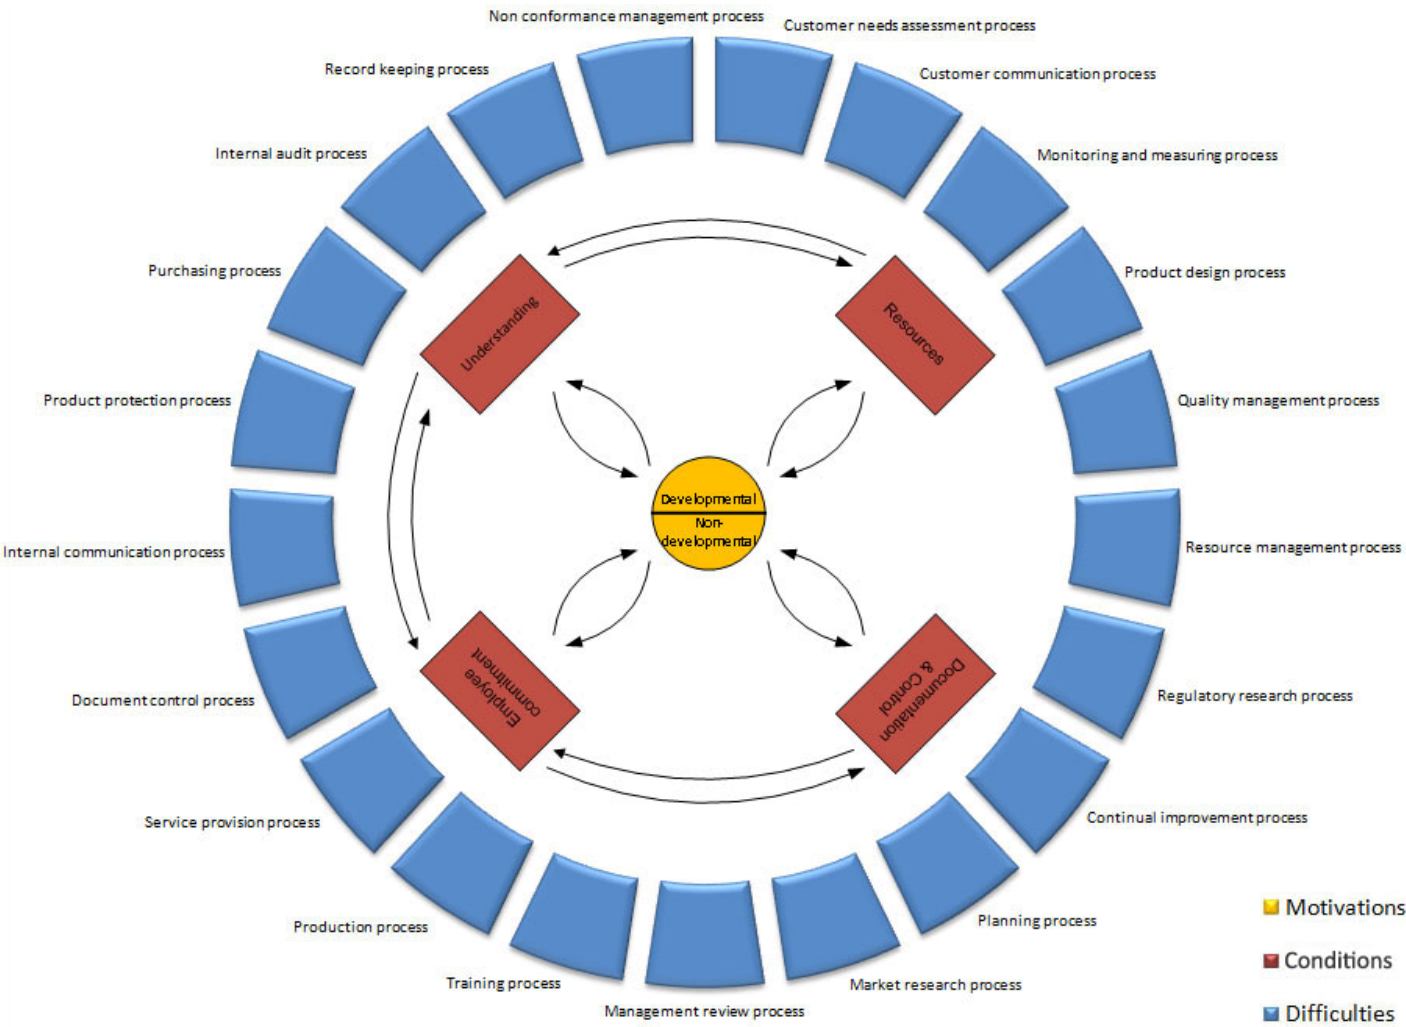 Non conformance management process
Customer needs assessment process
Record keeping process
Customer communication process
Internal audit process
Monitoring and measuring process
Purchasing process
Product design process
Understanding
Resources
Product protection process
Quality management process
Developmental
Non-
developmental
Internal communication process
Resource management process
Employee
commitment
Documentation
& Control
Document control process
Regulatory research process
Service provision process
Continual improvement process
Production process
Planning process
Training process
Market research process
Management review process
Motivations
Conditions
Difficulties